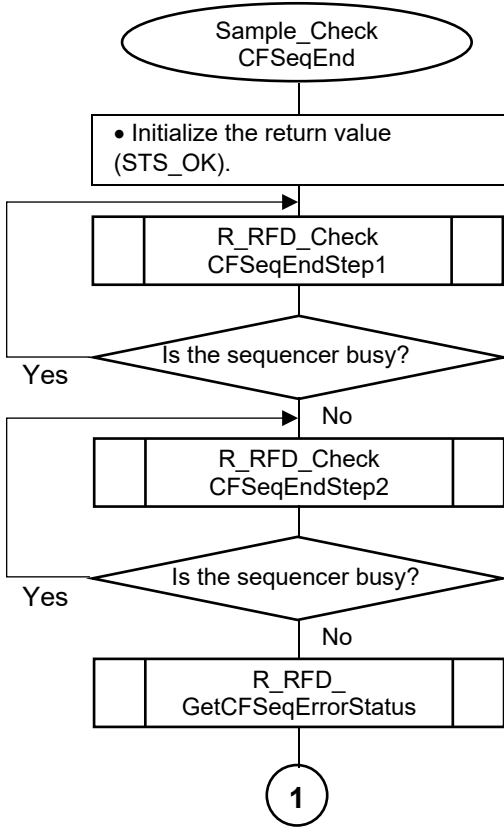 Sample_Check
CFSeqEnd
• Initialize the return value
(STS_OK).
R_RFD_Check
CFSeqEndStep1
Is the sequencer busy?
Yes
No
R_RFD_Check
CFSeqEndStep2
Is the sequencer busy?
Yes
No
R_RFD_
GetCFSeqErrorStatus
1